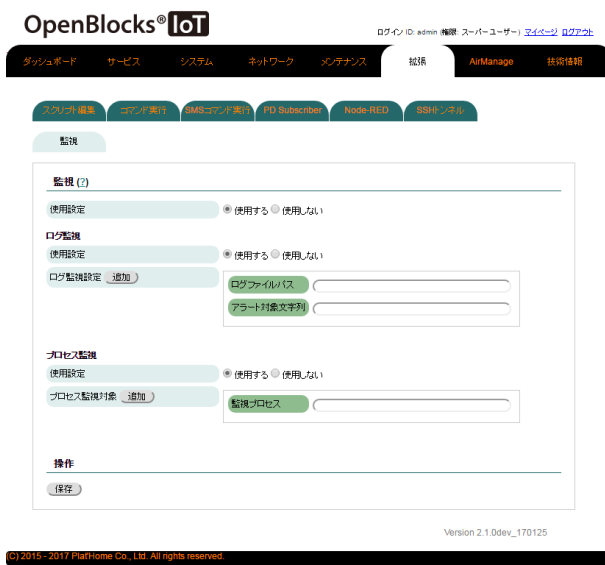 OpenBlocks® IoT
ログイン ID: admin (権限: スーパーユーザー) マイページ ログアウト
ダッシュボード サービス システム ネットワーク メンテナンス 拡張 AirManage 技術情報
スクリプト編集 コマンド実行 SMSコマンド実行 PD Subscriber Node-RED SSHトンネル
監視
監視 (?)
使用設定 使用する 使用しない
ログ監視
使用設定 使用する 使用しない
ログ監視設定 追加 ログファイルパス
アラート対象文字列
プロセス監視
使用設定 使用する 使用しない
プロセス監視対象 追加 監視プロセス
操作
保存
Version 2.1.0dev_170125
(C) 2015 - 2017 Plat'Home Co., Ltd. All rights reserved.